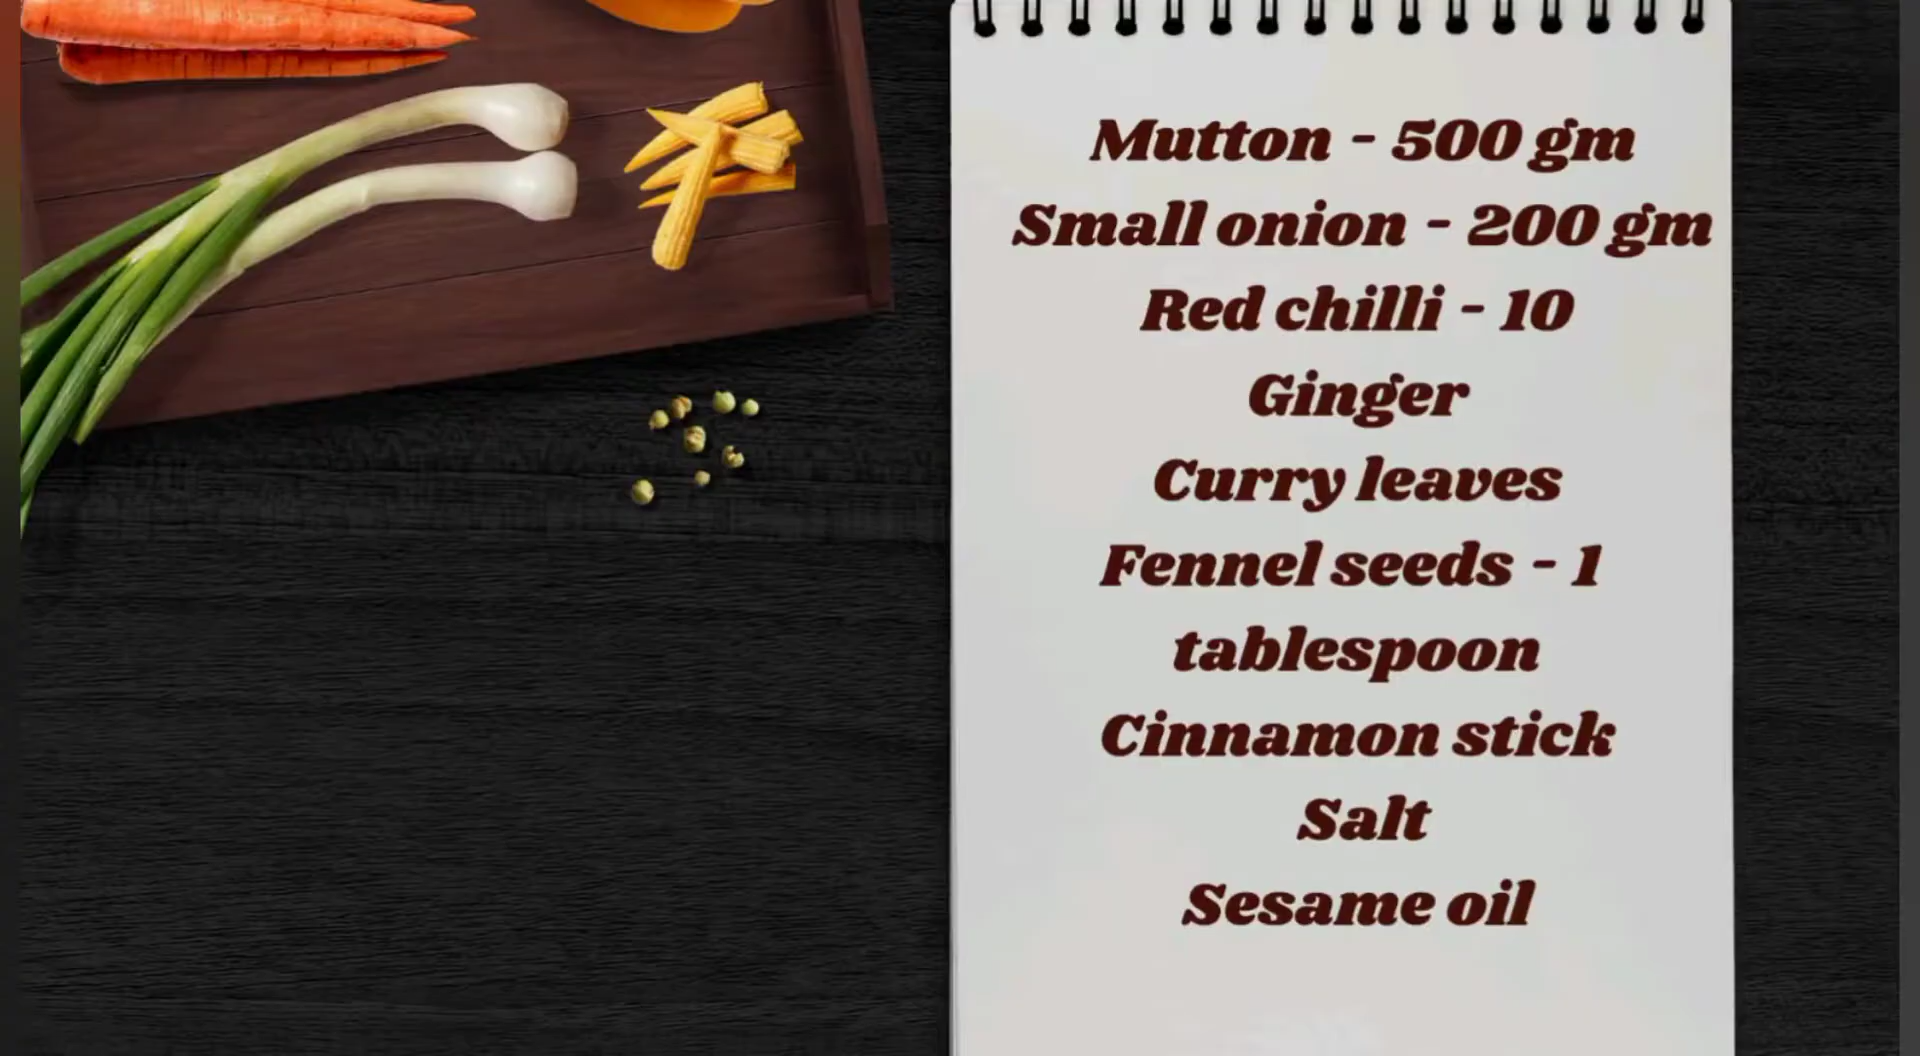 Mutton - 500 gm
Small onion - 200 gm
Red chilli - 10
Ginger
Curry leaves
Fennel seeds - 1
tablespoon
Cinnamon stick
Salt
Sesame oil